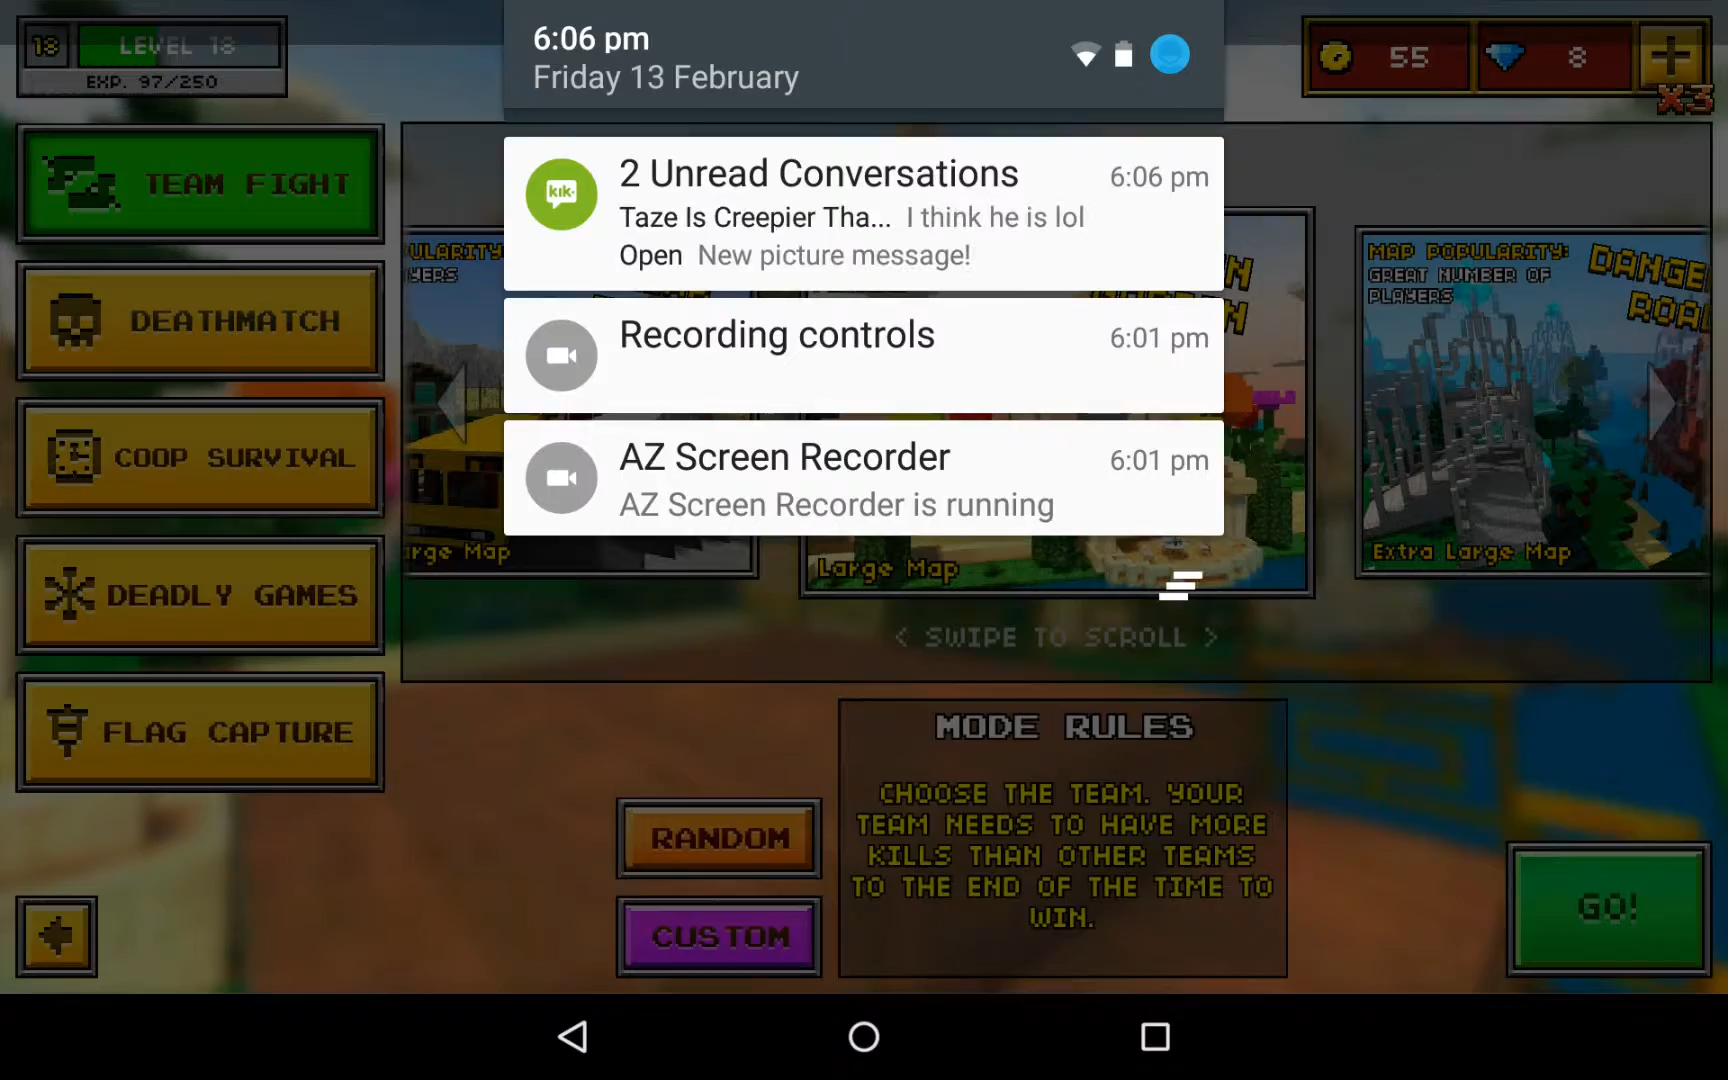 6:06 pm
Friday 13 February
18 LEVEL 18
EXP. 97/250
55
8
X3
2 Unread Conversations 6:06 pm
Taze Is Creepier Tha... I think he is lol
Open New picture message!
kik·
Recording controls 6:01 pm
AZ Screen Recorder 6:01 pm
AZ Screen Recorder is running
TEAM FIGHT
DEATHMATCH
COOP SURVIVAL
DEADLY GAMES
FLAG CAPTURE
MAP POPULARITY:
GREAT NUMBER OF
PLAYERS
Large Map
Extra Large Map
< SWIPE TO SCROLL >
MODE RULES
CHOOSE THE TEAM. YOUR
TEAM NEEDS TO HAVE MORE
KILLS THAN OTHER TEAMS
TO THE END OF THE TIME TO
WIN.
RANDOM
CUSTOM
GO!